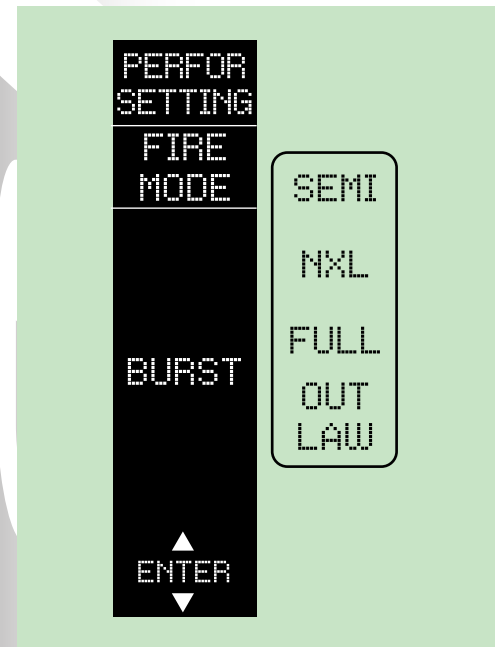 PERFOR
SETTING
FIRE
MODE
BURST
ENTER
SEMI
NXL
FULL
OUT
LAW